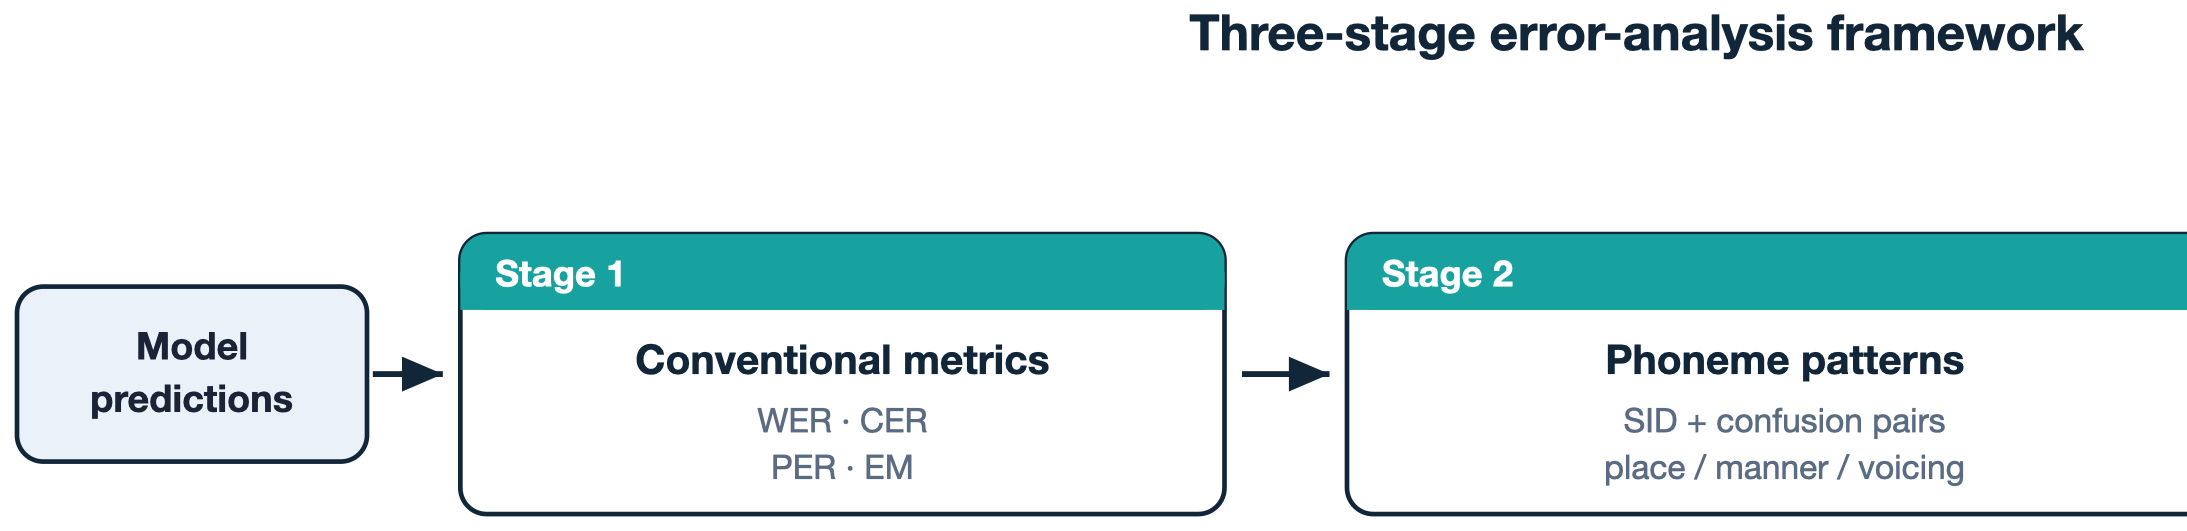 Three-stage error-analysis framework
Model
predictions
Stage 1
Conventional metrics
WER · CER
PER · EM
Stage 2
Phoneme patterns
SID + confusion pairs
place / manner / voicing